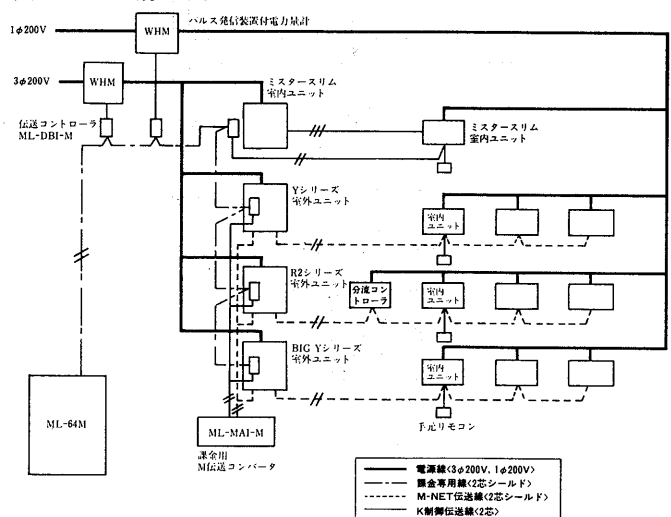 パルス発信装置付電力量計
1φ200V
WHM
3φ200V
WHM
ミスタースリム
室内ユニット
伝送コントローラ
ML-DBI-M
ミスタースリム
室内ユニット
Yシリーズ
室外ユニット
室内
ユニット
R2シリーズ
室外ユニット
分流コント
ローラ
室内
ユニット
BIG Yシリーズ
室外ユニット
室内
ユニット
ML-64M
ML-MAI-M
手元リモコン
課金用
M伝送コンバータ
電源線<3φ200V、1φ200V>
課金専用線<2芯シールド>
M-NET伝送線<2芯シールド>
K制御伝送線<2芯>